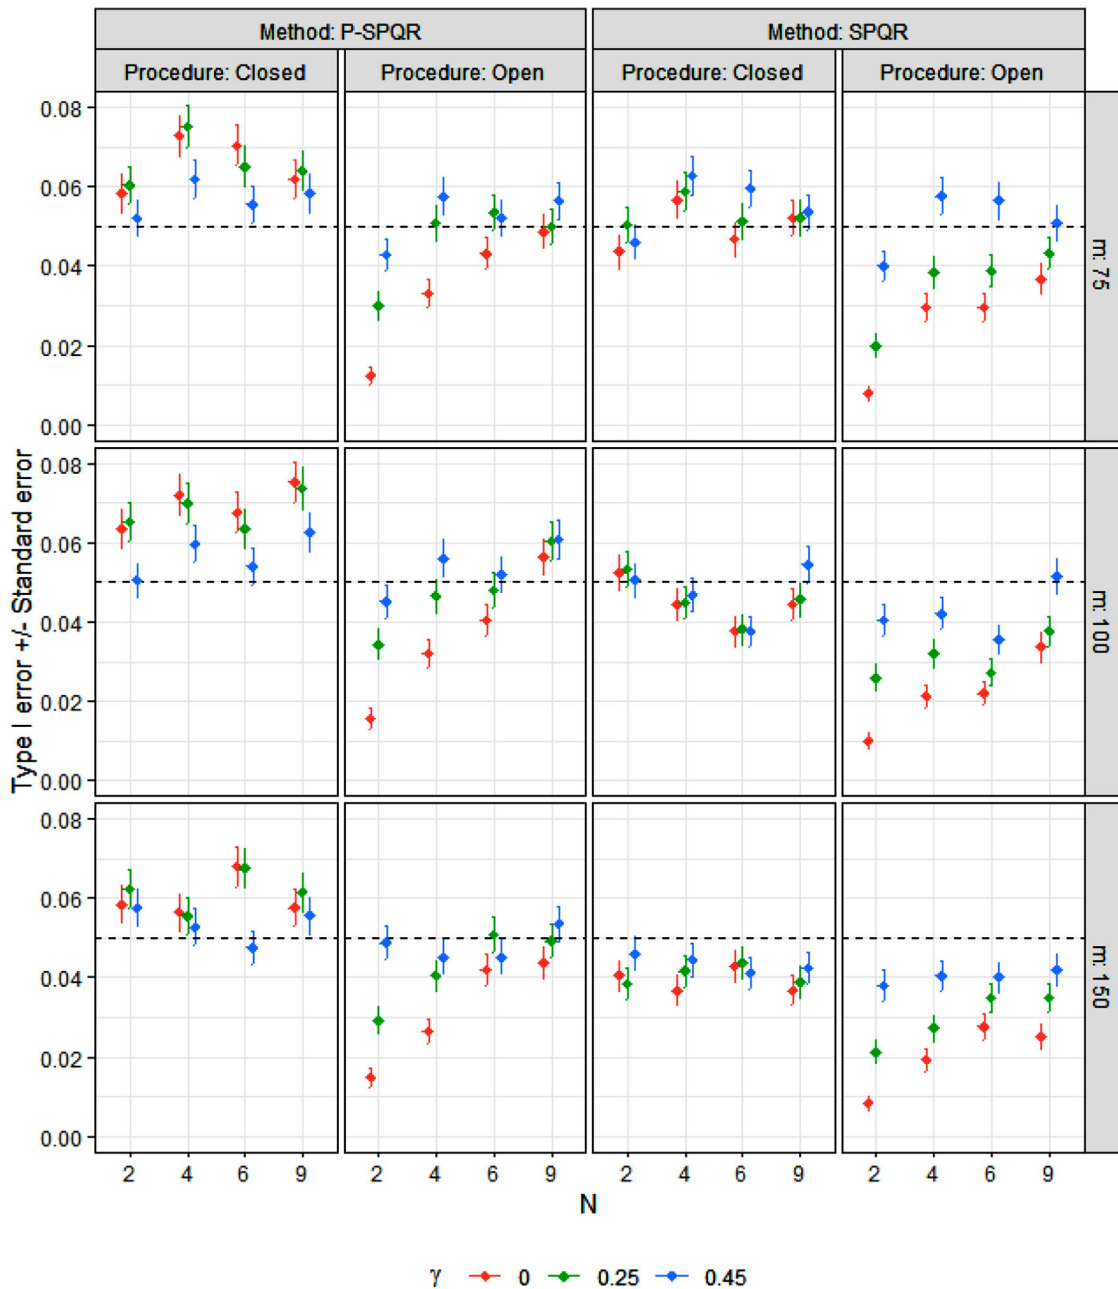 Method: P-SPQR Method: SPQR
Procedure: Closed Procedure: Open Procedure: Closed Procedure: Open
0.08
0.06
0.04
0.02
0.00
m: 75
0.08
0.06
0.04
0.02
0.00
m: 100
0.08
0.06
0.04
0.02
0.00
m: 150
Type I error +/- Standard error
2 4 6 9 2 4 6 9 2 4 6 9 2 4 6 9
N
γ 0 0.25 0.45